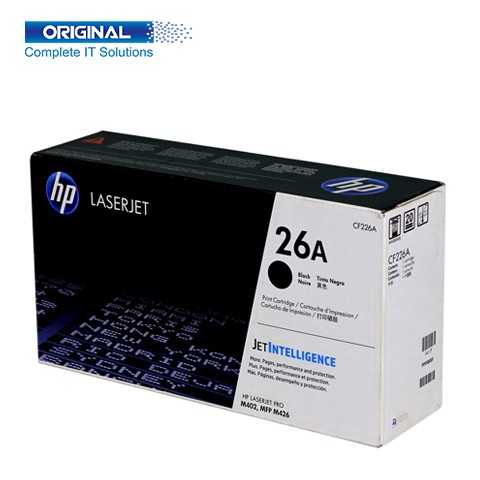 ORIGINAL
Complete IT Solutions
hp
LASERJET
hp
CF226A
26A
Black Tinta Negra
Noire 黑色
Print Cartridge / Cartouche d'impression /
Cartucho de Impresión / 打印硒鼓
JETINTELLIGENCE
More. Pages, performance and protection.
Plus. Pages, performance et protection.
Más. Páginas, desempeño y protección.
HP LASERJET PRO
M402, MFP M426
20
CF226A